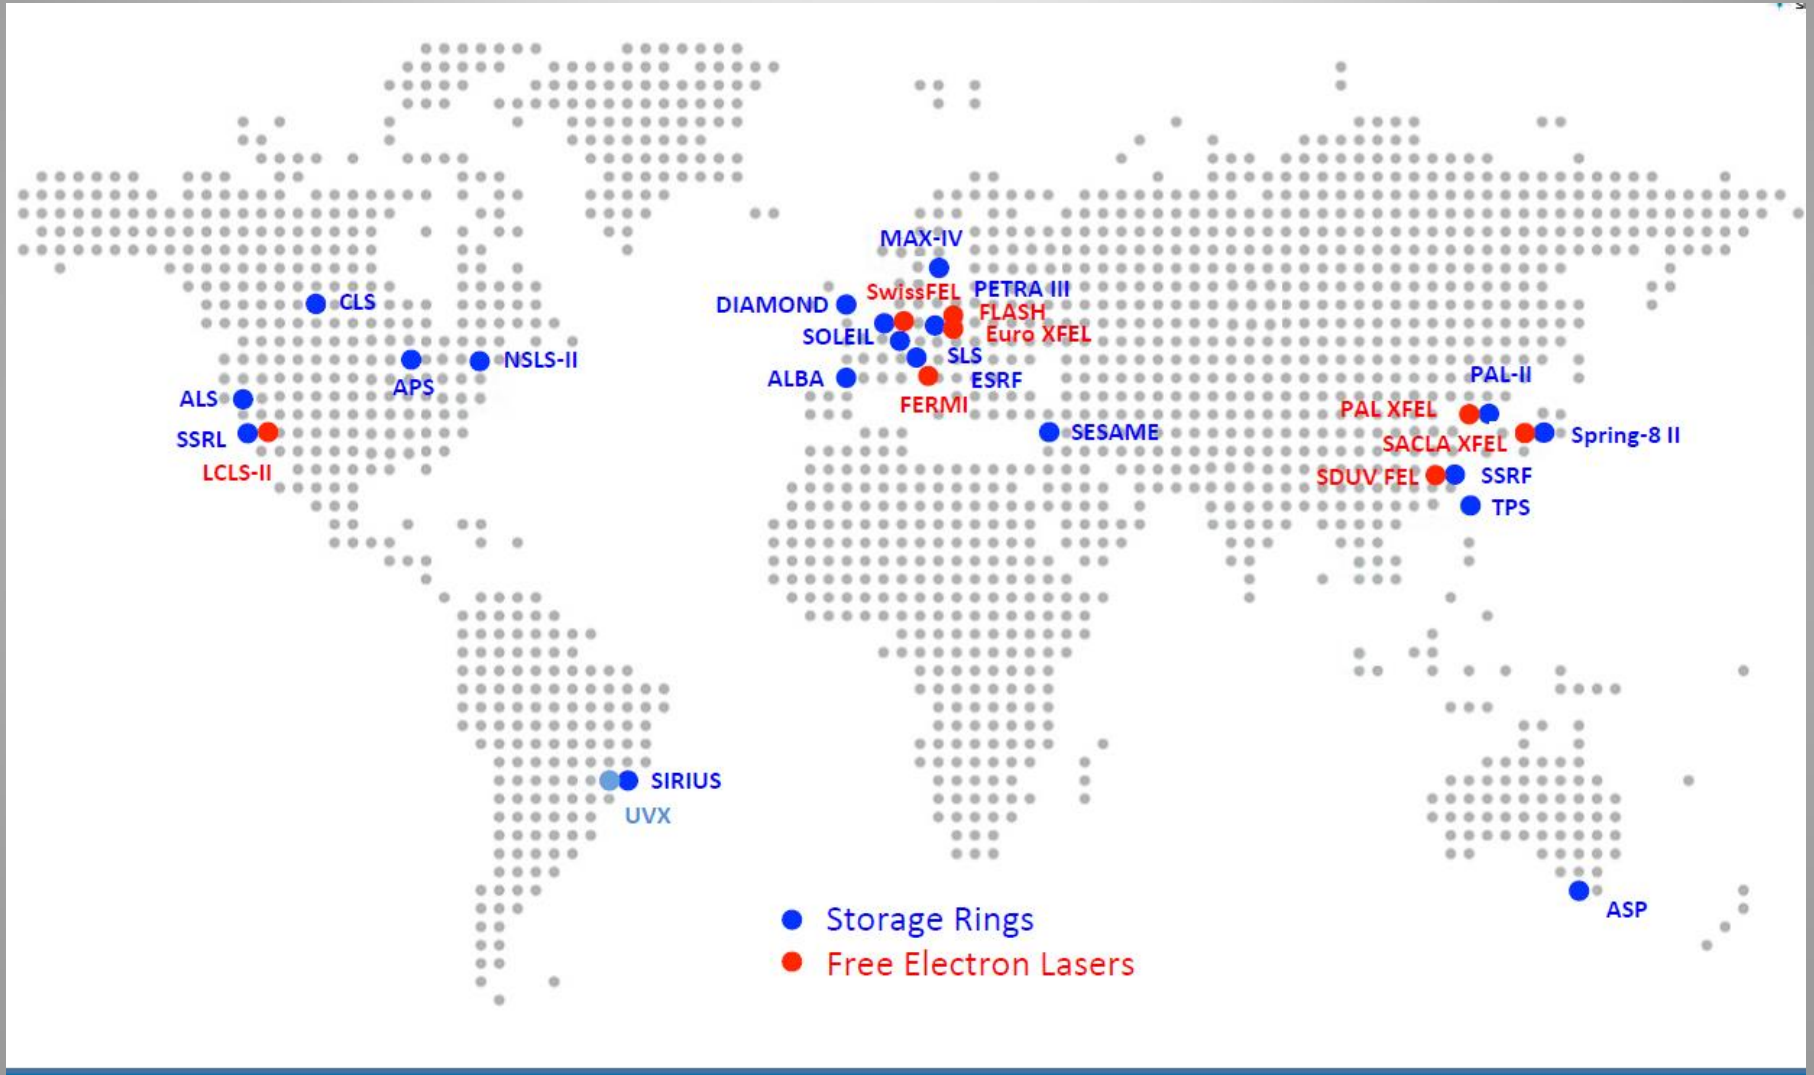 MAX-IV
SwissFEL
PETRA III
DIAMOND
FLASH
CLS
Euro XFEL
SOLEIL
SLS
NSLS-II
ALBA
ESRF
PAL-II
APS
ALS
FERMI
PAL XFEL
SSRL
SESAME
SACLA XFEL
Spring-8 II
LCLS-II
SDUV FEL
SSRF
TPS
SIRIUS
UVX
ASP
Storage Rings
Free Electron Lasers